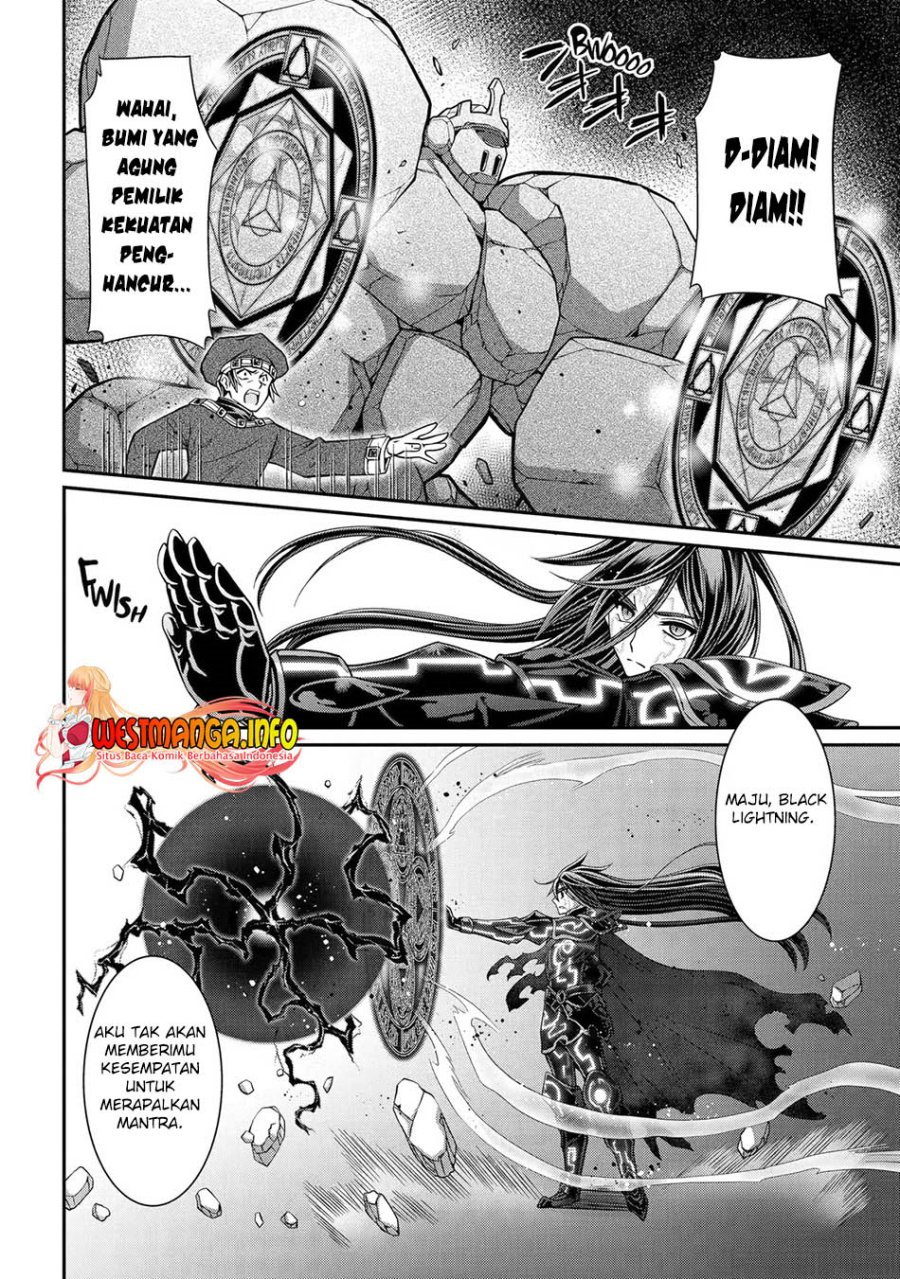 BWOOOO
D-DIAM!
DIAM!!
WAHAI,
BUMI YANG
AGUNG
PEMILIK
KEKUATAN
PENG-
HANCUR...
FWISH
WESTMANGA.INFO
Situs Baca Komik Berbahasa Indonesia
MAJU, BLACK
LIGHTNING.
AKU TAK AKAN
MEMBERIMU
KESEMPATAN
UNTUK
MERAPALKAN
MANTRA.